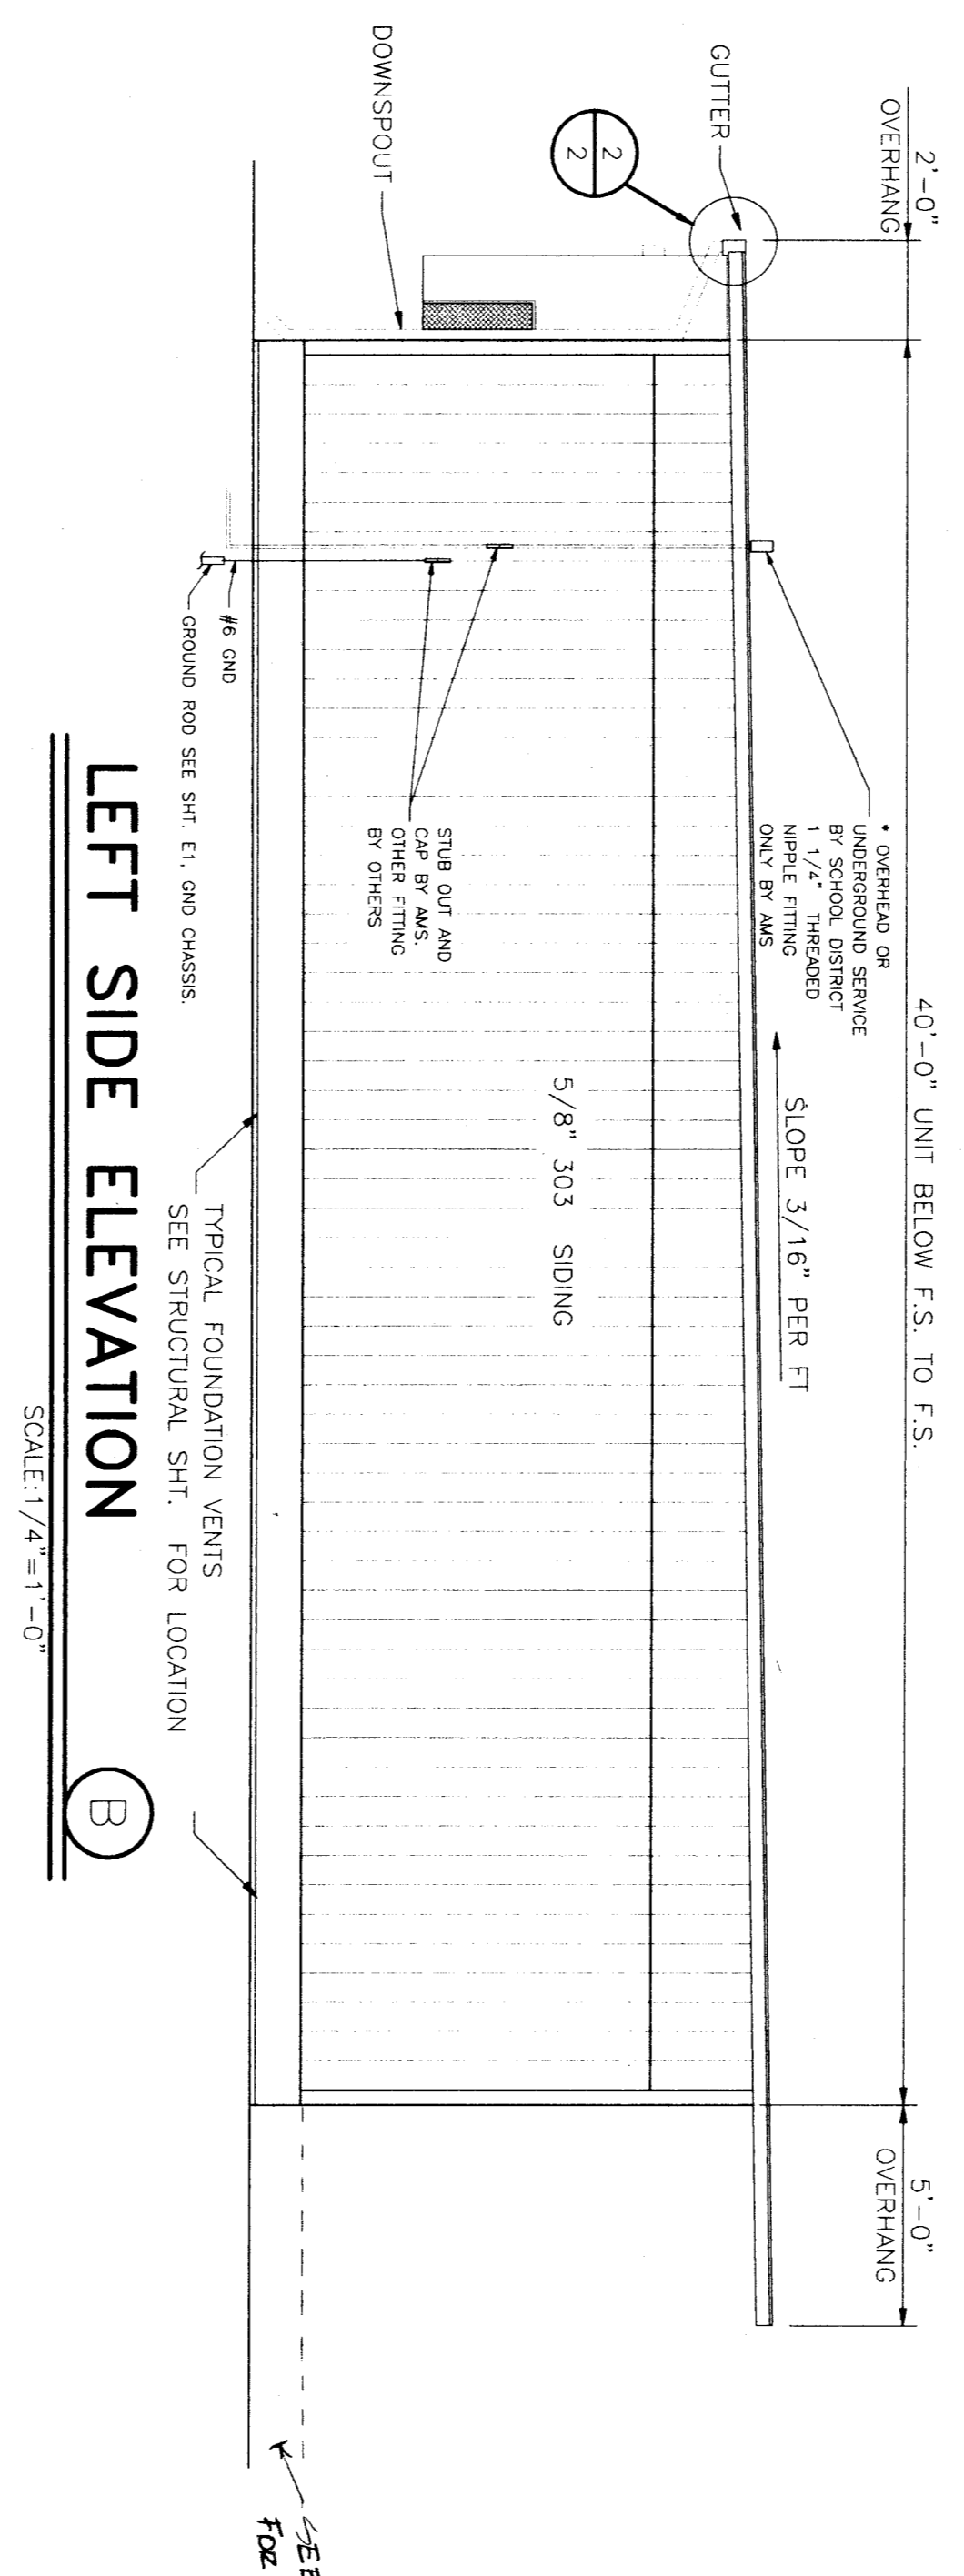 2'-0"
OVERHANG
40'-0" UNIT BELOW F.S. TO F.S.
5'-0"
OVERHANG
GUTTER
2
2
DOWNSPOUT
* OVERHEAD OR
UNDERGROUND SERVICE
BY SCHOOL DISTRICT
1 1/4" THREADED
NIPPLE FITTING
ONLY BY AMS
SLOPE 3/16" PER FT
5/8" 303 SIDING
STUB OUT AND
CAP BY AMS.
OTHER FITTING
BY OTHERS
#6 GND
GROUND ROD SEE SHT. E1, GND CHASSIS.
TYPICAL FOUNDATION VENTS
SEE STRUCTURAL SHT. FOR LOCATION
SEE
FOR
LEFT SIDE ELEVATION
B
SCALE:1/4"=1'-0"